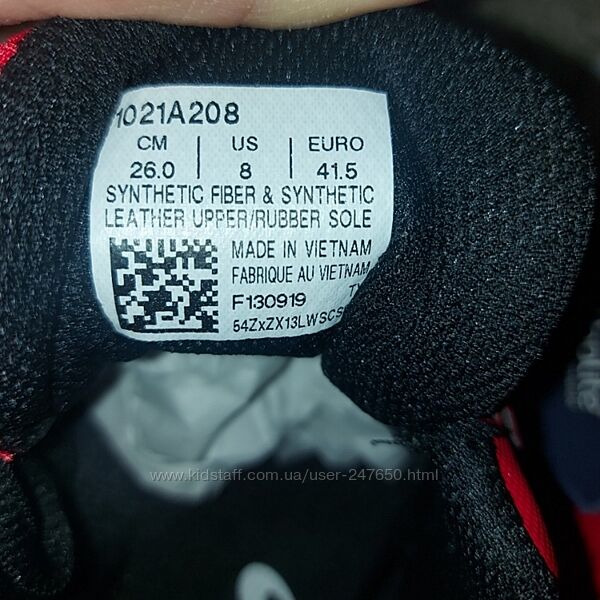 1021A208
CM | US | EURO
26.0 | 8 | 41.5
SYNTHETIC FIBER & SYNTHETIC
LEATHER UPPER/RUBBER SOLE
MADE IN VIETNAM
FABRIQUE AU VIETNAM
F130919
54ZxZX13LWSCS
www.kidstaff.com.ua/user-247650.html